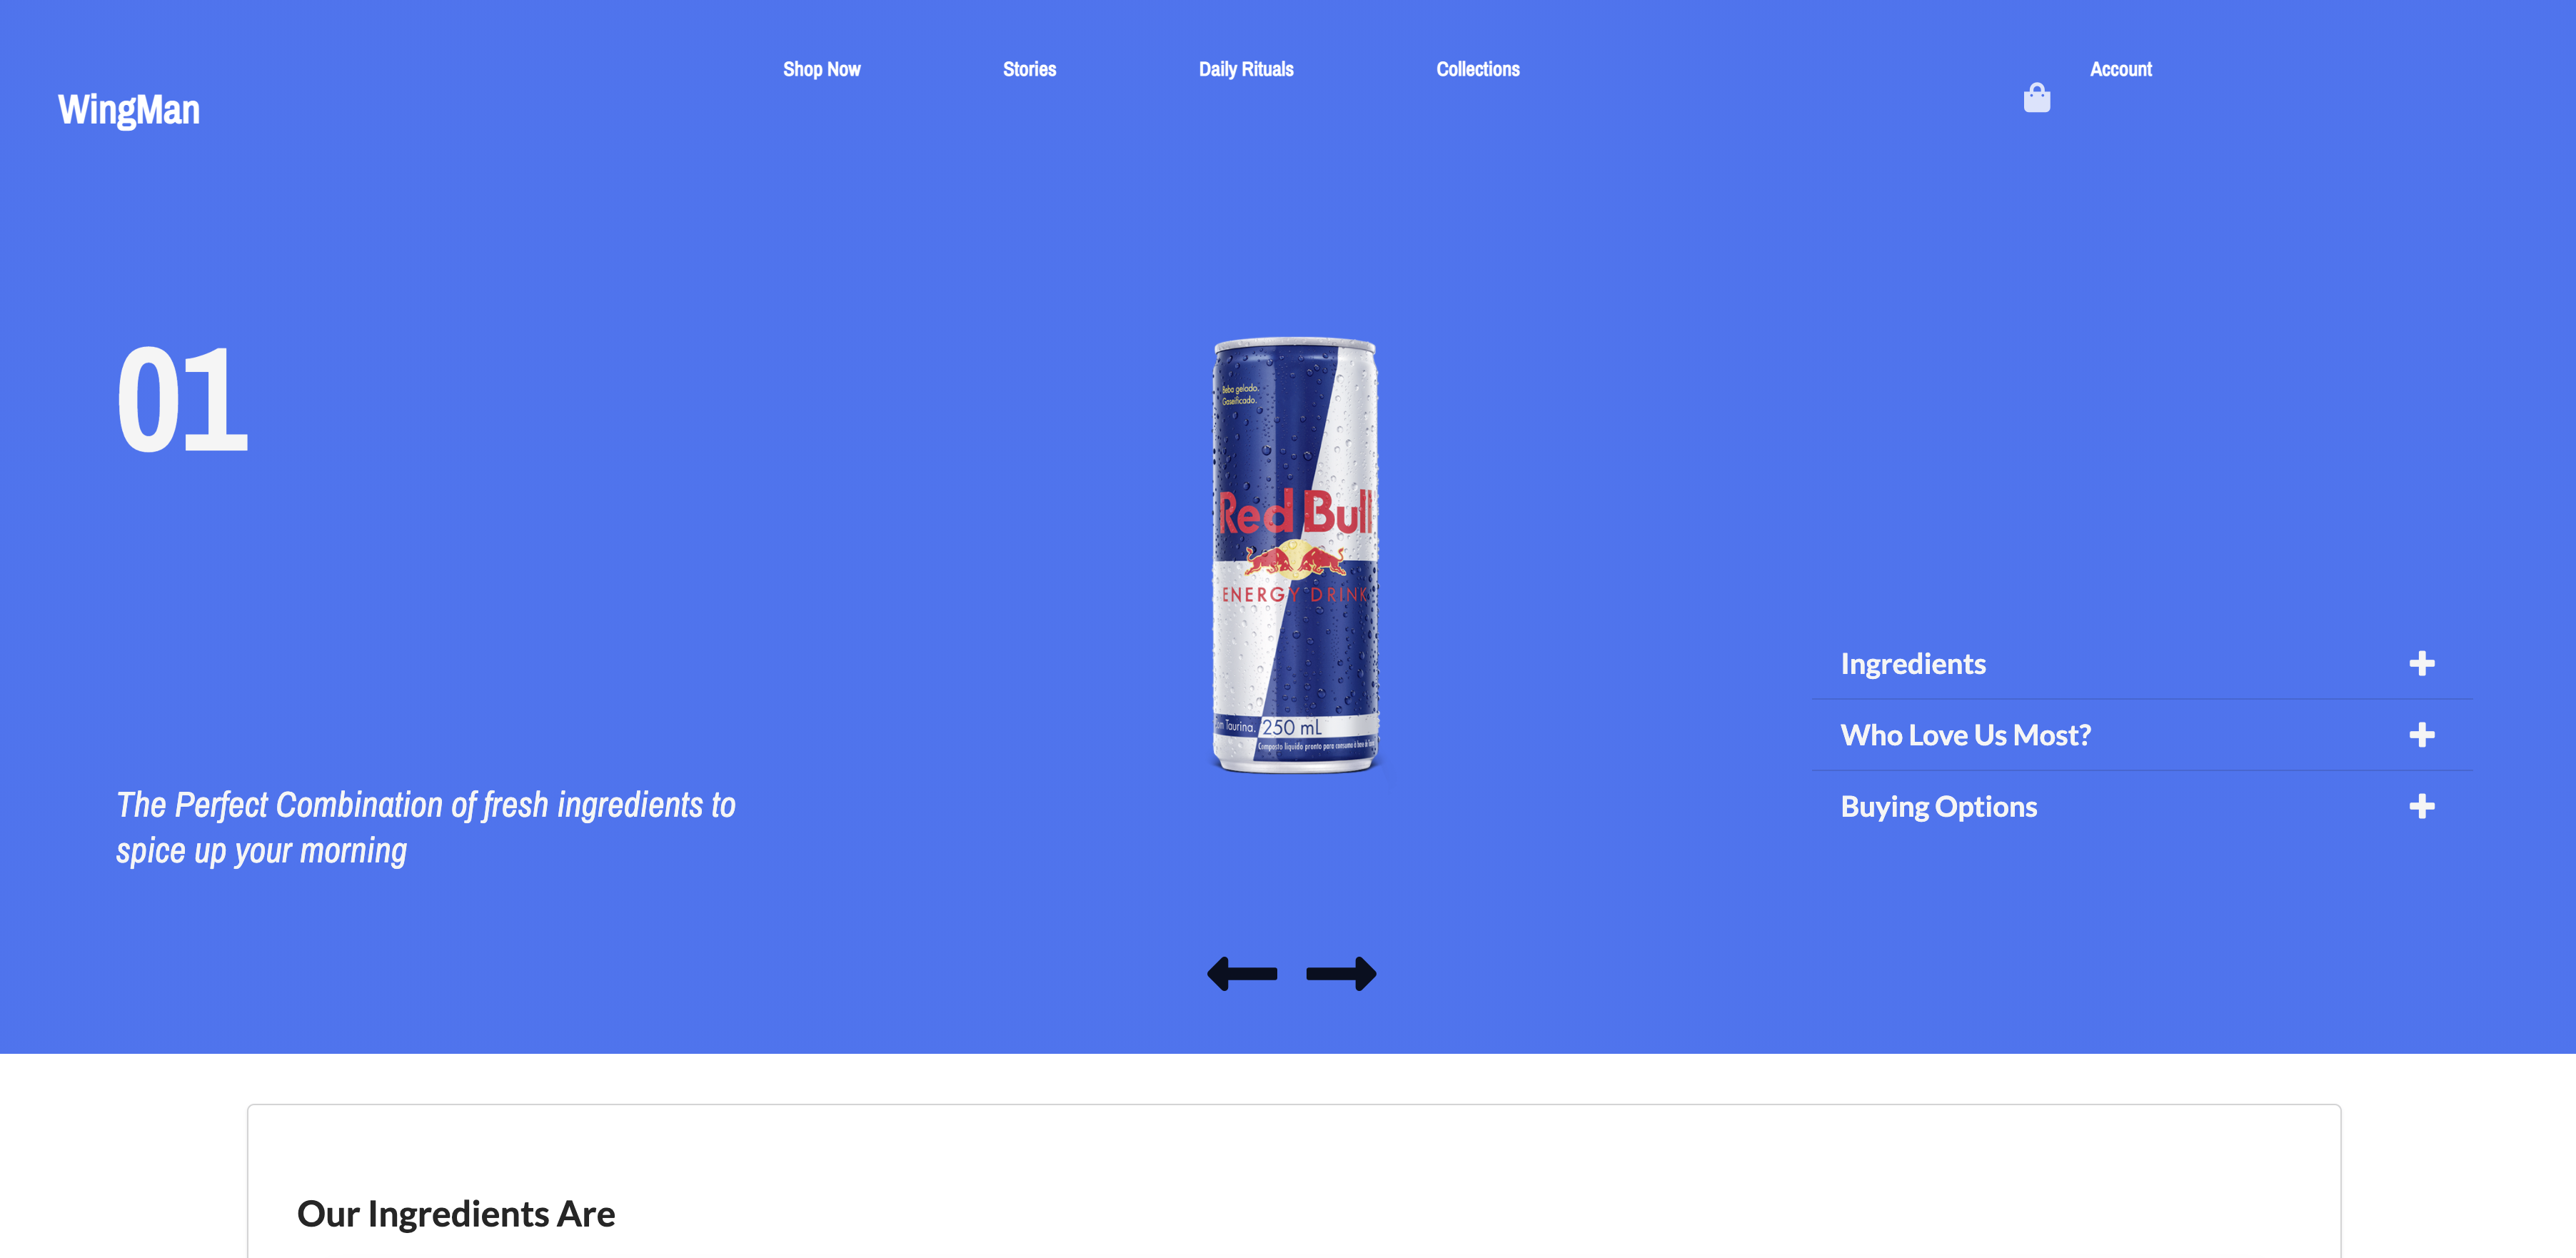 Shop Now
Stories
Daily Rituals
Collections
Account
WingMan
01
Beba gelado.
Gaseificado.
Red Bull
ENERGY DRINK
Taurina.
250 mL
Composto líquido pronto para consumo
Ingredients
Who Love Us Most?
Buying Options
The Perfect Combination of fresh ingredients to
spice up your morning
Our Ingredients Are